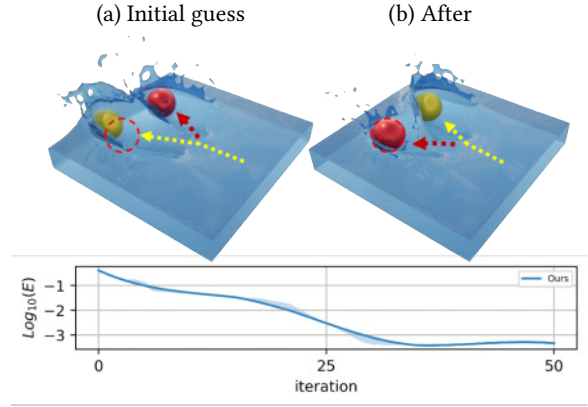 (a) Initial guess
(b) After
Log₁₀(E)
−1
−2
−3
Ours
0
25
50
iteration